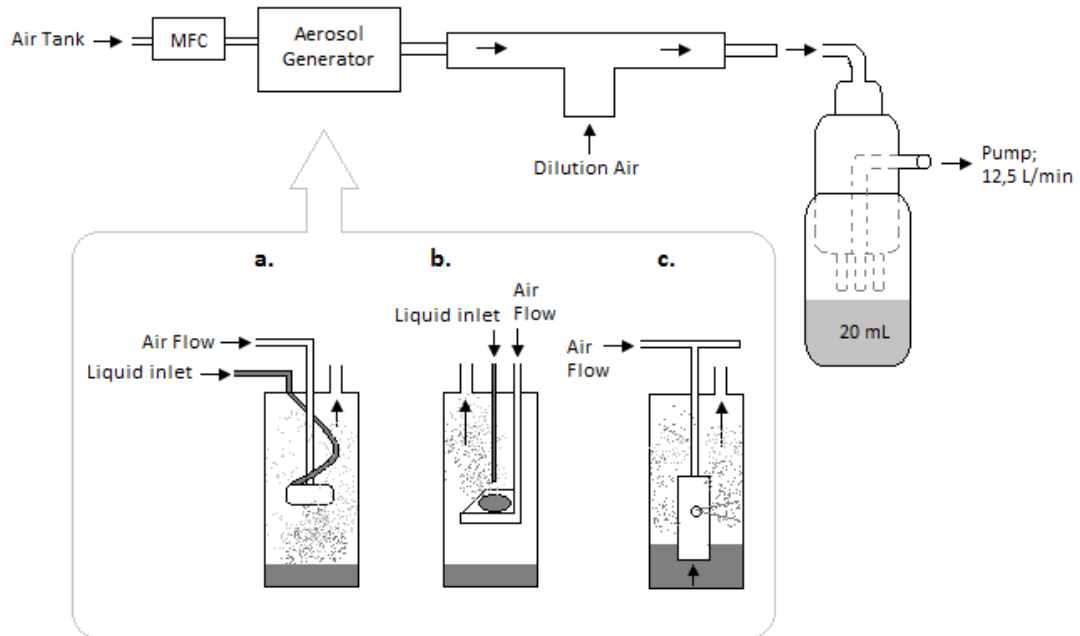 Air Tank
MFC
Aerosol
Generator
Dilution Air
Pump;
12,5 L/min
20 mL
a.
b.
c.
Air Flow
Liquid inlet
Liquid inlet
Air
Flow
Air
Flow